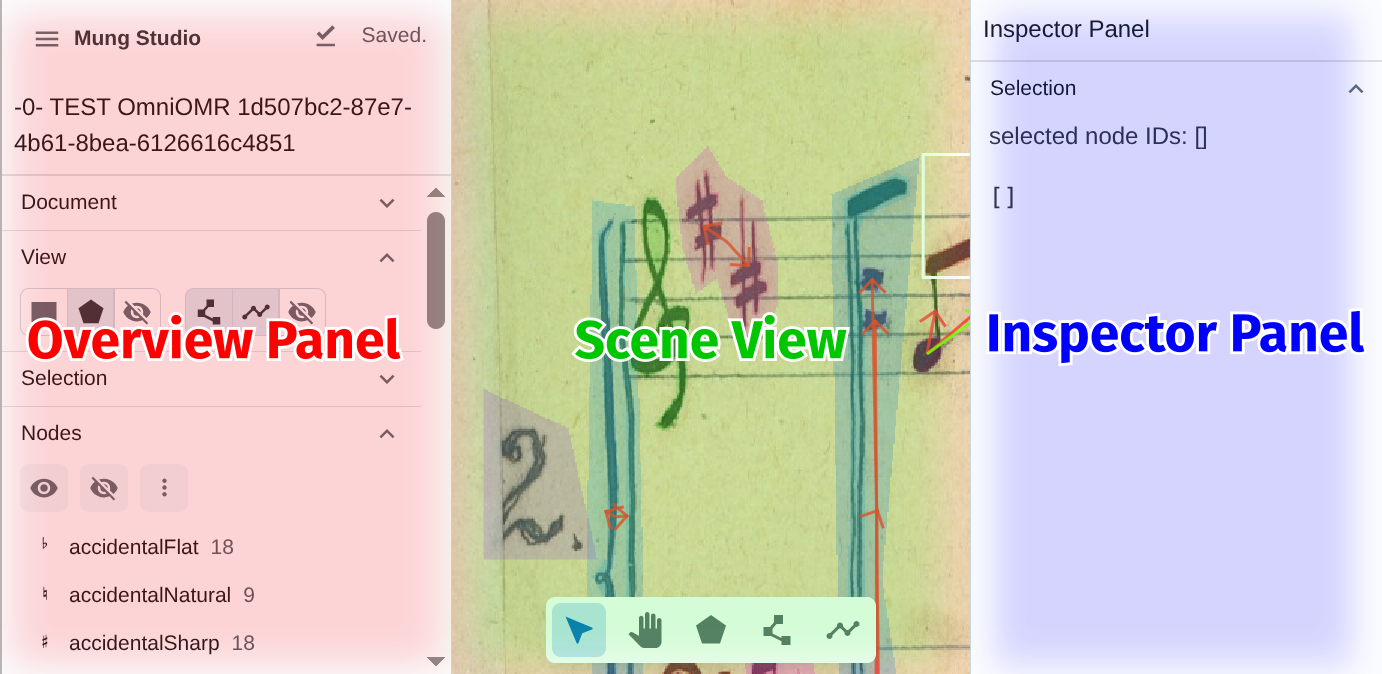 Mung Studio
Saved.
-0- TEST OmniOMR 1d507bc2-87e7-
4b61-8bea-6126616c4851
Document
View
Overview Panel
Selection
Nodes
accidentalFlat 18
accidentalNatural 9
accidentalSharp 18
Scene View
2.
Inspector Panel
Selection
selected node IDs: []
[]
Inspector Panel